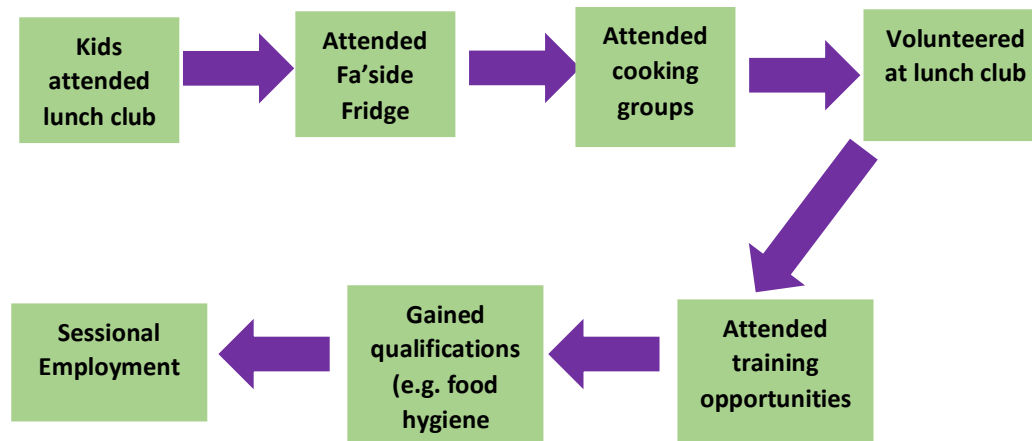 Kids
attended
lunch club
Attended
Fa’side
Fridge
Attended
cooking
groups
Volunteered
at lunch club
Attended
training
opportunities
Gained
qualifications
(e.g. food
hygiene
Sessional
Employment